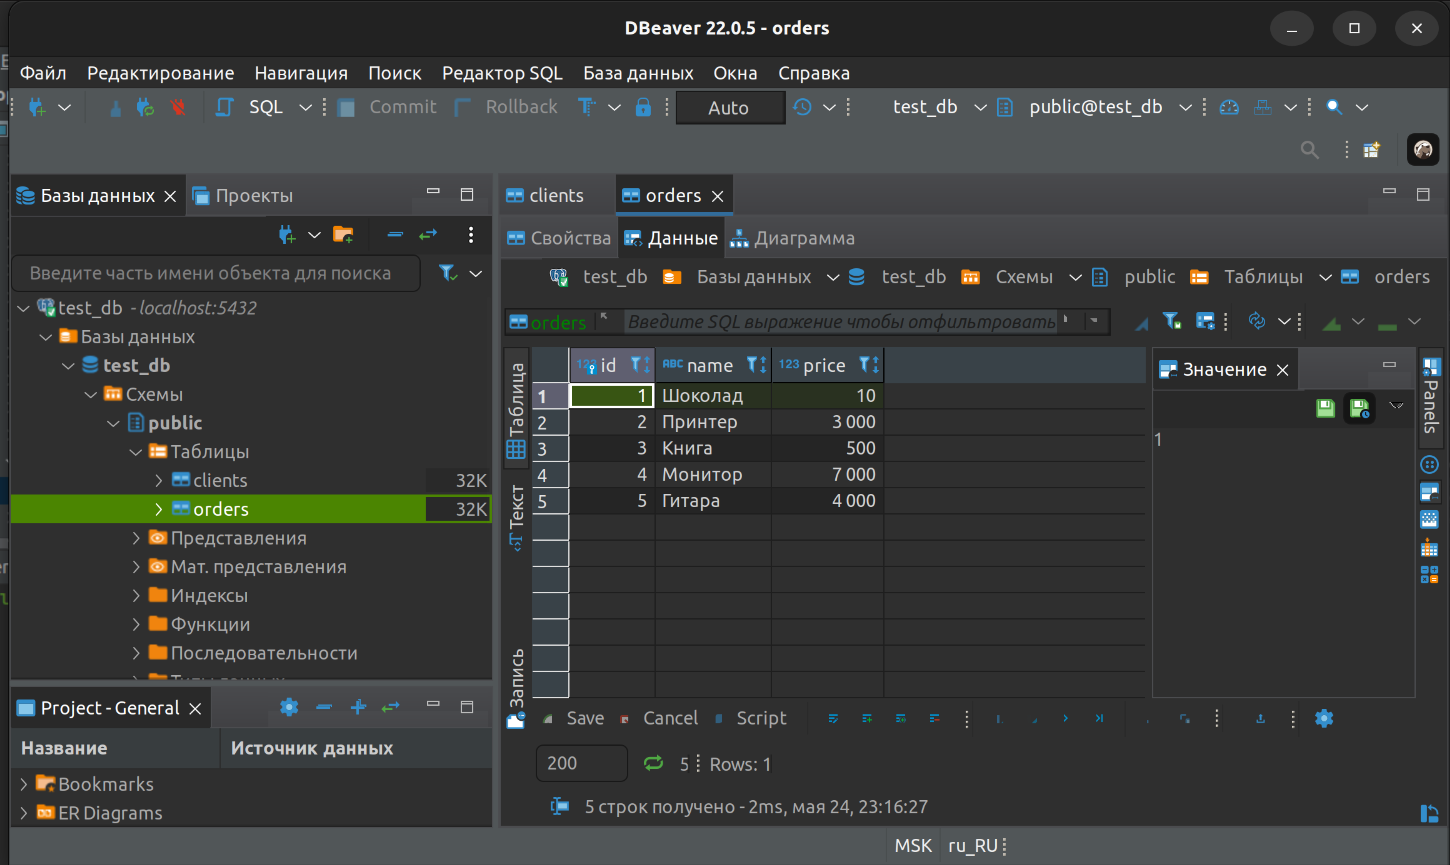 DBeaver 22.0.5 - orders
Файл Редактирование Навигация Поиск Редактор SQL База данных Окна Справка
SQL Commit Rollback Auto test_db public@test_db
Базы данных Проекты
Введите часть имени объекта для поиска
test_db - localhost:5432
Базы данных
test_db
Схемы
public
Таблицы
clients 32K
orders 32K
Представления
Мат. представления
Индексы
Функции
Последовательности
Project - General
Название Источник данных
Bookmarks
ER Diagrams
clients orders
Свойства Данные Диаграмма
test_db Базы данных test_db Схемы public Таблицы orders
orders Введите SQL выражение чтобы отфильтровать
Таблица
Текст
Запись
123 id ABC name 123 price
1 1 Шоколад 10
2 2 Принтер 3 000
3 3 Книга 500
4 4 Монитор 7 000
5 5 Гитара 4 000
Значение
1
Panels
Save Cancel Script
200 5 Rows: 1
5 строк получено - 2ms, мая 24, 23:16:27
MSK ru_RU